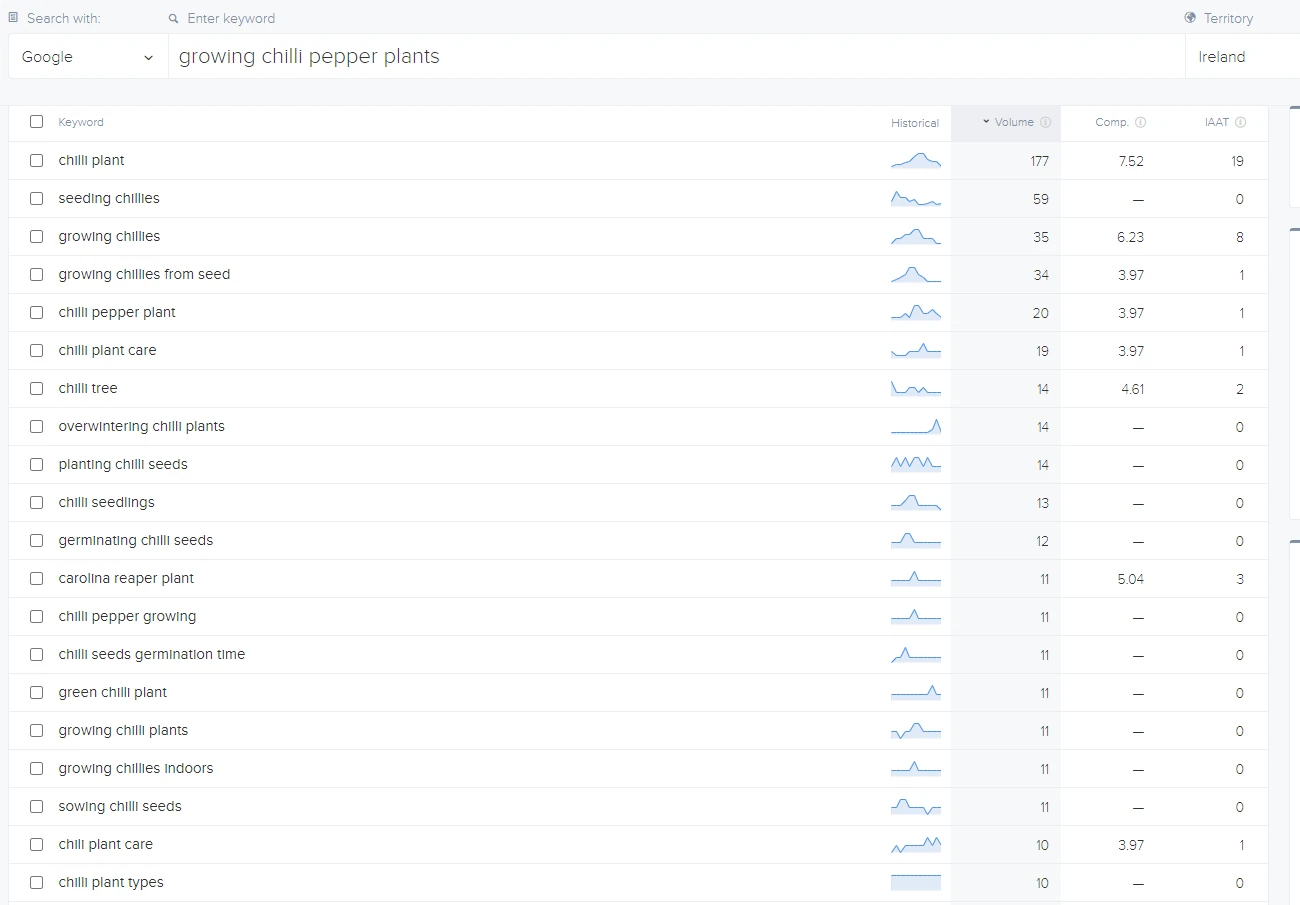 Search with: Enter keyword Territory
Google growing chilli pepper plants Ireland
Keyword Historical Volume Comp. IAAT
chilli plant 177 7.52 19
seeding chillies 59 — 0
growing chillies 35 6.23 8
growing chillies from seed 34 3.97 1
chilli pepper plant 20 3.97 1
chilli plant care 19 3.97 1
chilli tree 14 4.61 2
overwintering chilli plants 14 — 0
planting chilli seeds 14 — 0
chilli seedlings 13 — 0
germinating chilli seeds 12 — 0
carolina reaper plant 11 5.04 3
chilli pepper growing 11 — 0
chilli seeds germination time 11 — 0
green chilli plant 11 — 0
growing chilli plants 11 — 0
growing chillies indoors 11 — 0
sowing chilli seeds 11 — 0
chili plant care 10 3.97 1
chilli plant types 10 — 0